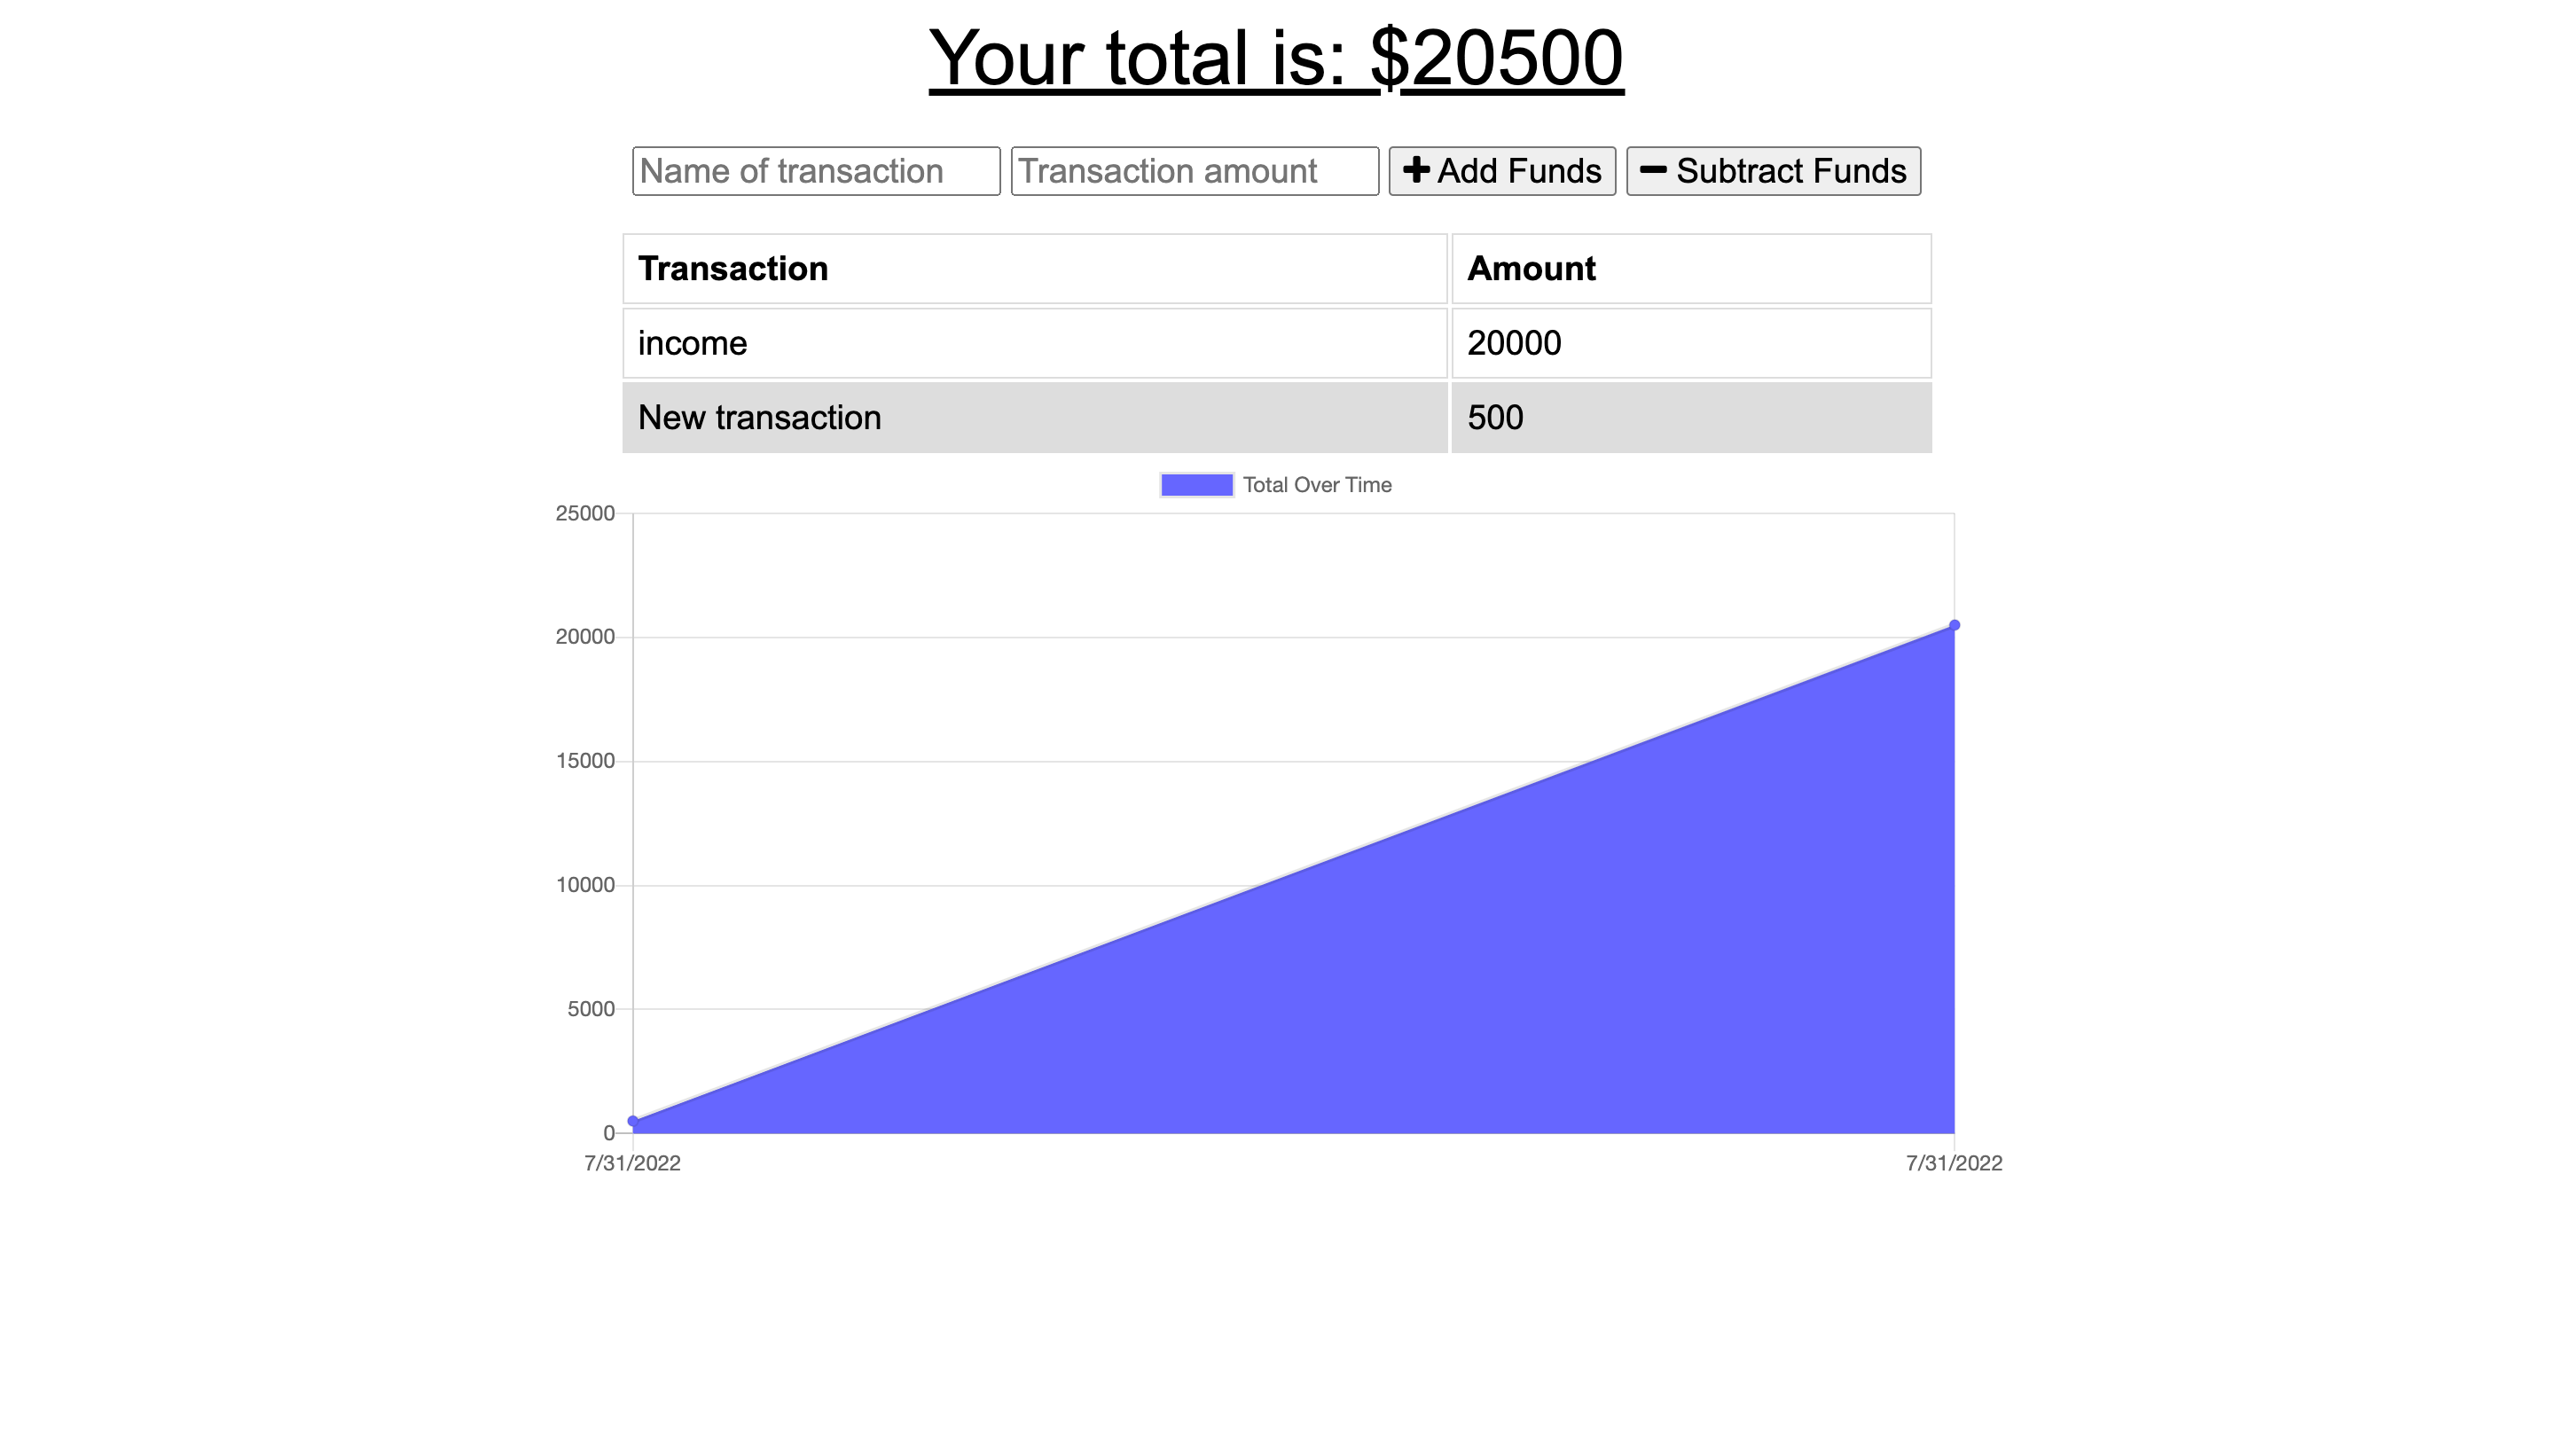 Your total is: $20500
Name of transaction Transaction amount Add Funds Subtract Funds
Transaction Amount
income 20000
New transaction 500
Total Over Time
25000
20000
15000
10000
5000
0
7/31/2022 7/31/2022